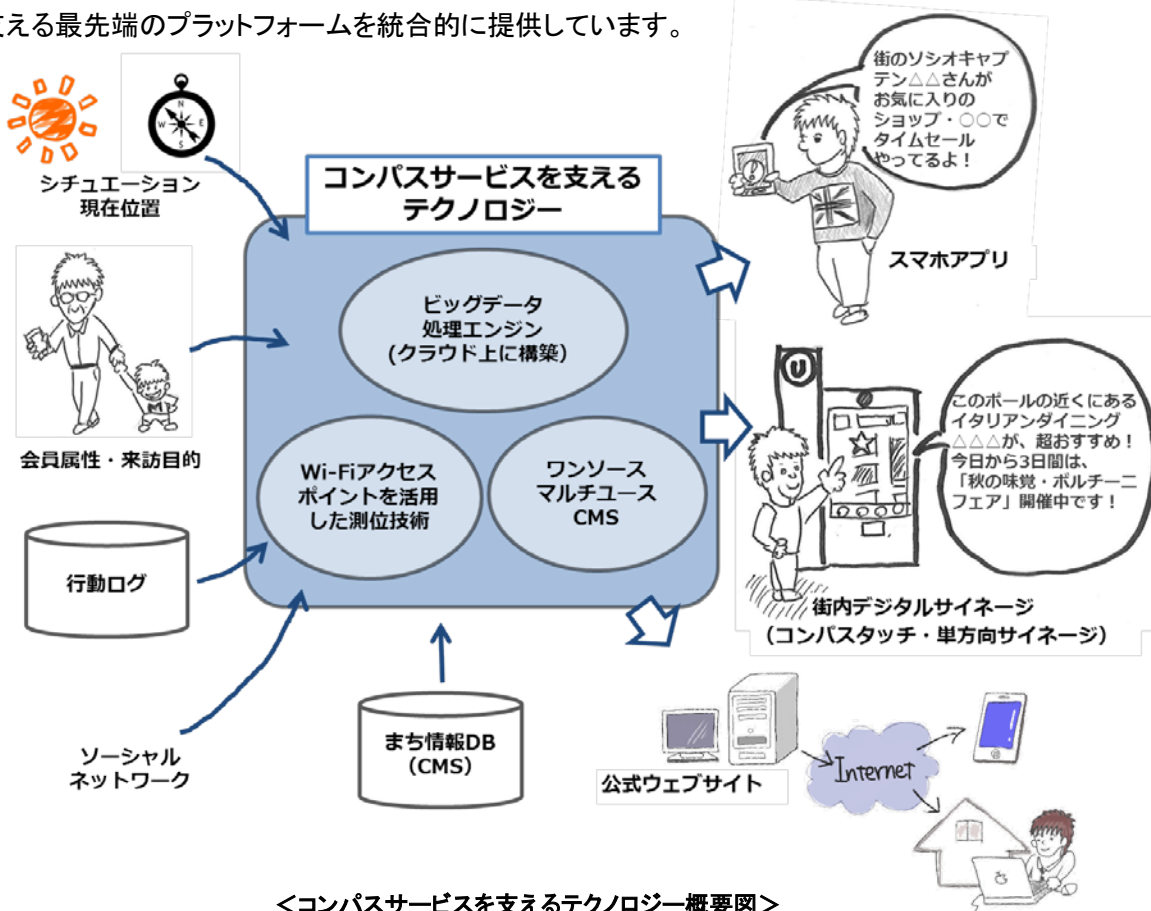 支える最先端のプラットフォームを統合的に提供しています。
シチュエーション
現在位置
N
W
E
S
コンパスサービスを支える
テクノロジー
街のソシオキャプ
テン△△さんが
お気に入りの
ショップ・○○で
タイムセール
やってるよ！
スマホアプリ
ビッグデータ
処理エンジン
(クラウド上に構築)
会員属性・来訪目的
M
Wi-Fiアクセス
ポイントを活用
した測位技術
ワンソース
マルチユース
CMS
U
このポールの近くにある
イタリアンダイニング
△△△が、超おすすめ！
今日から3日間は、
「秋の味覚・ポルチーニ
フェア」開催中です！
街内デジタルサイネージ
（コンパスタッチ・単方向サイネージ）
行動ログ
ソーシャル
ネットワーク
まち情報DB
（CMS）
公式ウェブサイト
Internet
＜コンパスサービスを支えるテクノロジー概要図＞